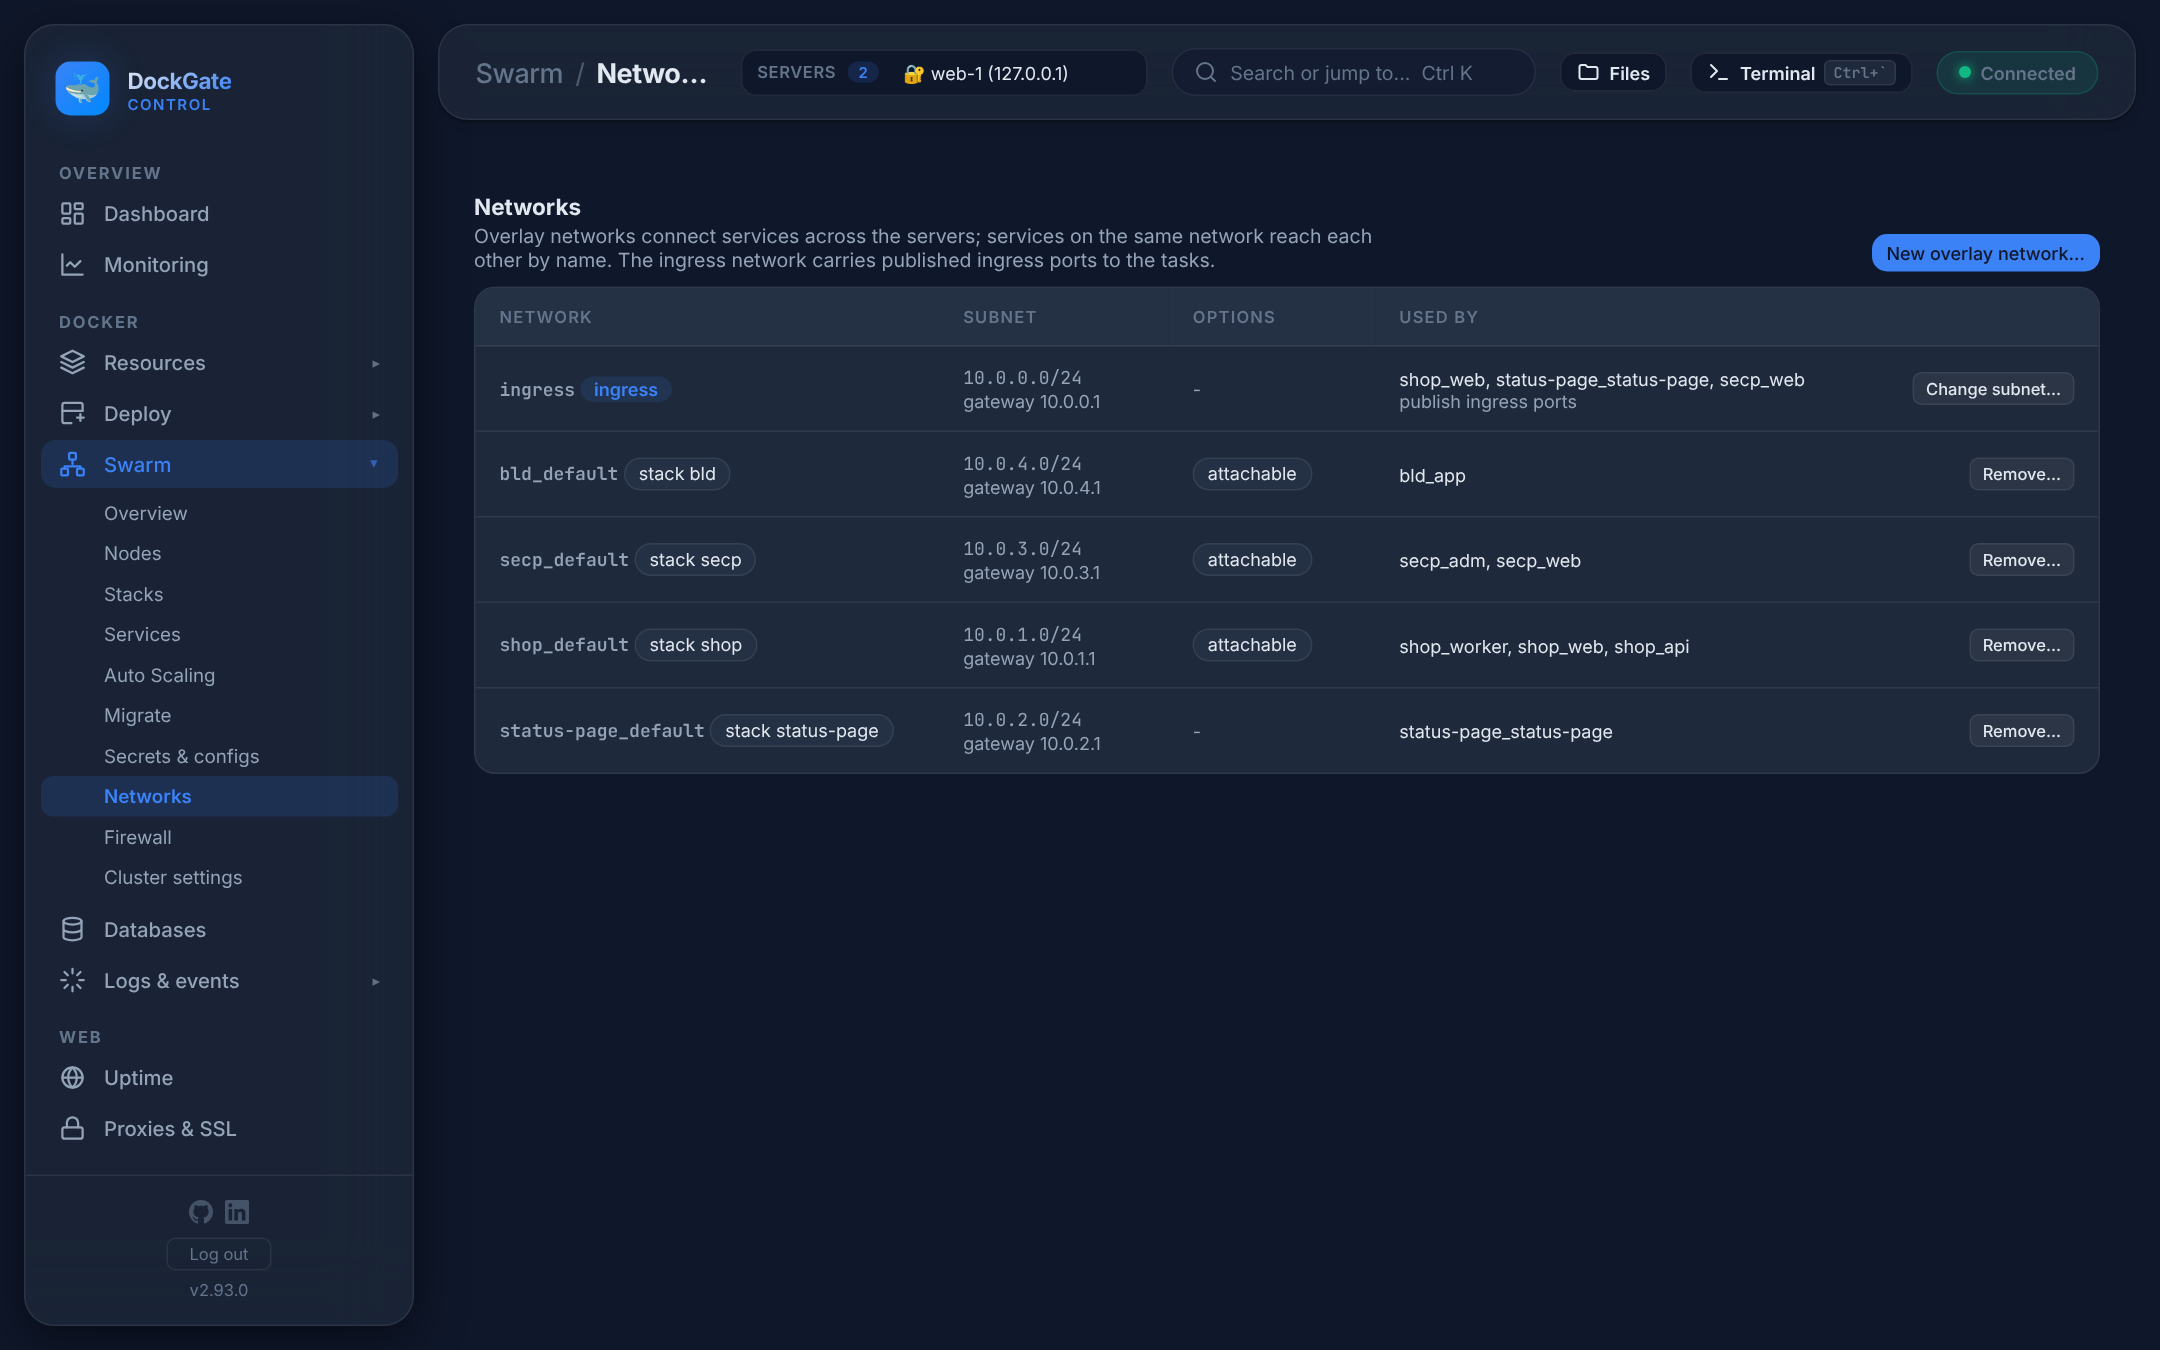 DockGate
CONTROL
OVERVIEW
Dashboard
Monitoring
DOCKER
Resources
Deploy
Swarm
Overview
Nodes
Stacks
Services
Auto Scaling
Migrate
Secrets & configs
Networks
Firewall
Cluster settings
Databases
Logs & events
WEB
Uptime
Proxies & SSL
Log out
v2.93.0
Swarm / Netwo...
SERVERS 2 web-1 (127.0.0.1)
Search or jump to... Ctrl K
Files
Terminal Ctrl+`
Connected
Networks
Overlay networks connect services across the servers; services on the same network reach each
other by name. The ingress network carries published ingress ports to the tasks.
New overlay network...
NETWORK SUBNET OPTIONS USED BY
ingress ingress
10.0.0.0/24
gateway 10.0.0.1
-
shop_web, status-page_status-page, secp_web
publish ingress ports
Change subnet...
bld_default stack bld
10.0.4.0/24
gateway 10.0.4.1
attachable
bld_app
Remove...
secp_default stack secp
10.0.3.0/24
gateway 10.0.3.1
attachable
secp_adm, secp_web
Remove...
shop_default stack shop
10.0.1.0/24
gateway 10.0.1.1
attachable
shop_worker, shop_web, shop_api
Remove...
status-page_default stack status-page
10.0.2.0/24
gateway 10.0.2.1
-
status-page_status-page
Remove...